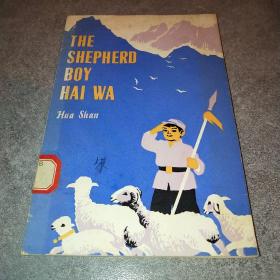 THE
SHEPHERD
BOY
HAI WA
Hua Shan